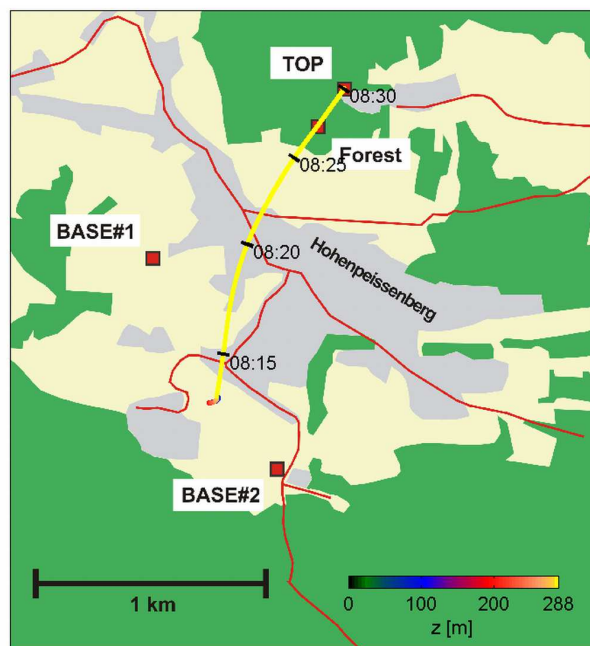 TOP
08:30
Forest
08:25
BASE#1
08:20
Hohenpeissenberg
08:15
BASE#2
1 km
0 100 200 288
z [m]